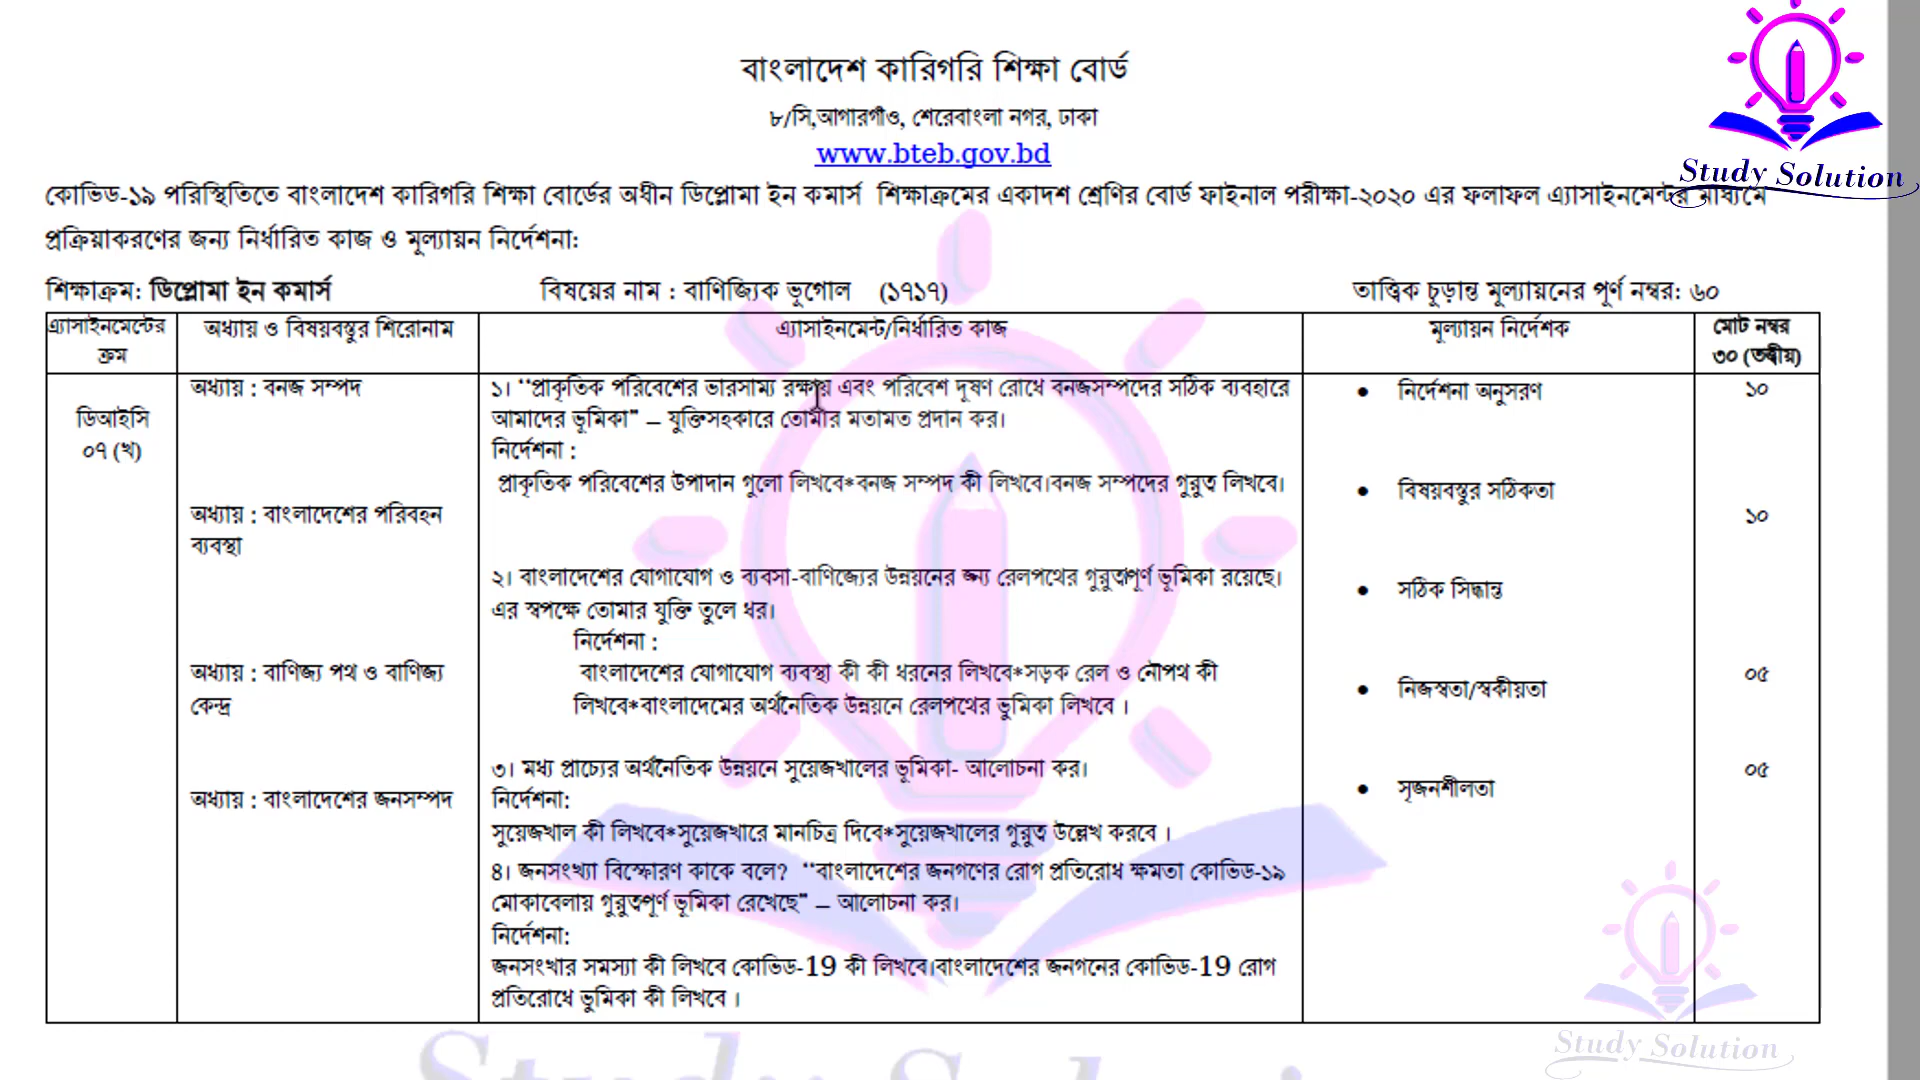 বাংলাদেশ কারিগরি শিক্ষা বোর্ড
৮/সি,আগারগাঁও, শেরেবাংলা নগর, ঢাকা
www.bteb.gov.bd
Study Solution
কোভিড-১৯ পরিস্থিতিতে বাংলাদেশ কারিগরি শিক্ষা বোর্ডের অধীন ডিপ্লোমা ইন কমার্স শিক্ষাক্রমের একাদশ শ্রেণির বোর্ড ফাইনাল পরীক্ষা-২০২০ এর ফলাফল এ্যাসাইনমেন্টর মাধ্যমে
প্রক্রিয়াকরণের জন্য নির্ধারিত কাজ ও মূল্যায়ন নির্দেশনা:
শিক্ষাক্রম: ডিপ্লোমা ইন কমার্স বিষয়ের নাম : বাণিজ্যিক ভূগোল (১৭১৭) তাত্ত্বিক চূড়ান্ত মূল্যায়নের পূর্ণ নম্বর: ৬০
এ্যাসাইনমেন্টের
ক্রম
অধ্যায় ও বিষয়বস্তুর শিরোনাম
এ্যাসাইনমেন্ট/নির্ধারিত কাজ
মূল্যায়ন নির্দেশক
মোট নম্বর
৩০ (তত্ত্বীয়)
ডিআইসি
০৭ (খ)
অধ্যায় : বনজ সম্পদ
অধ্যায় : বাংলাদেশের পরিবহন
ব্যবস্থা
অধ্যায় : বাণিজ্য পথ ও বাণিজ্য
কেন্দ্র
অধ্যায় : বাংলাদেশের জনসম্পদ
১। ‘‘প্রাকৃতিক পরিবেশের ভারসাম্য রক্ষায় এবং পরিবেশ দূষণ রোধে বনজসম্পদের সঠিক ব্যবহারে
আমাদের ভূমিকা” – যুক্তিসহকারে তোমার মতামত প্রদান কর।
নির্দেশনা :
প্রাকৃতিক পরিবেশের উপাদান গুলো লিখবে*বনজ সম্পদ কী লিখবে।বনজ সম্পদের গুরুত্ব লিখবে।
২। বাংলাদেশের যোগাযোগ ও ব্যবসা-বাণিজ্যের উন্নয়নের জন্য রেলপথের গুরুত্বপূর্ণ ভূমিকা রয়েছে।
এর স্বপক্ষে তোমার যুক্তি তুলে ধর।
নির্দেশনা :
বাংলাদেশের যোগাযোগ ব্যবস্থা কী কী ধরনের লিখবে*সড়ক রেল ও নৌপথ কী
লিখবে*বাংলাদেমের অর্থনৈতিক উন্নয়নে রেলপথের ভুমিকা লিখবে ।
৩। মধ্য প্রাচ্যের অর্থনৈতিক উন্নয়নে সুয়েজখালের ভূমিকা- আলোচনা কর।
নির্দেশনা:
সুয়েজখাল কী লিখবে*সুয়েজখারে মানচিত্র দিবে*সুয়েজখালের গুরুত্ব উল্লেখ করবে ।
৪। জনসংখ্যা বিস্ফোরণ কাকে বলে? ‘‘বাংলাদেশের জনগণের রোগ প্রতিরোধ ক্ষমতা কোভিড-১৯
মোকাবেলায় গুরুত্বপূর্ণ ভূমিকা রেখেছে” – আলোচনা কর।
নির্দেশনা:
জনসংখার সমস্যা কী লিখবে কোভিড-19 কী লিখবে।বাংলাদেশের জনগনের কোভিড-19 রোগ
প্রতিরোধে ভুমিকা কী লিখবে ।
• নির্দেশনা অনুসরণ
• বিষয়বস্তুর সঠিকতা
• সঠিক সিদ্ধান্ত
• নিজস্বতা/স্বকীয়তা
• সৃজনশীলতা
১০
১০
০৫
০৫
Study Solution
Study Solution